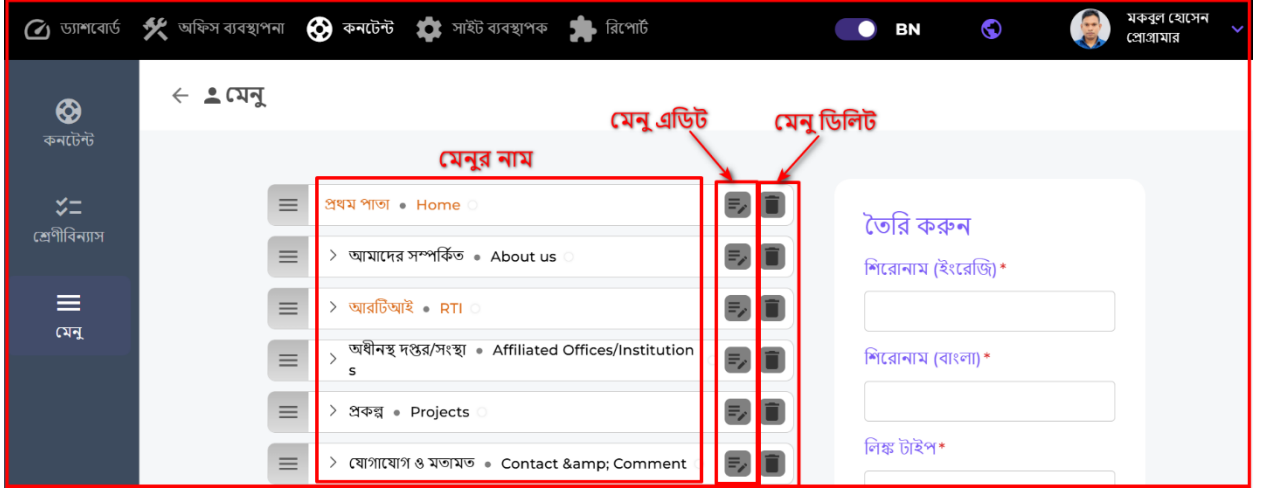 ড্যাশবোর্ড অফিস ব্যবস্থাপনা কনটেন্ট সাইট ব্যবস্থাপক রিপোর্ট BN মকবুল হোসেন
প্রোগ্রামার
কনটেন্ট
শ্রেণীবিন্যাস
মেনু
মেনু
মেনু এডিট মেনু ডিলিট
মেনুর নাম
প্রথম পাতা • Home
আমাদের সম্পর্কিত • About us
আরটিআই • RTI
অধীনস্থ দপ্তর/সংস্থা • Affiliated Offices/Institution
s
প্রকল্প • Projects
যোগাযোগ ও মতামত • Contact &amp; Comment
তৈরি করুন
শিরোনাম (ইংরেজি) *
শিরোনাম (বাংলা) *
লিঙ্ক টাইপ *